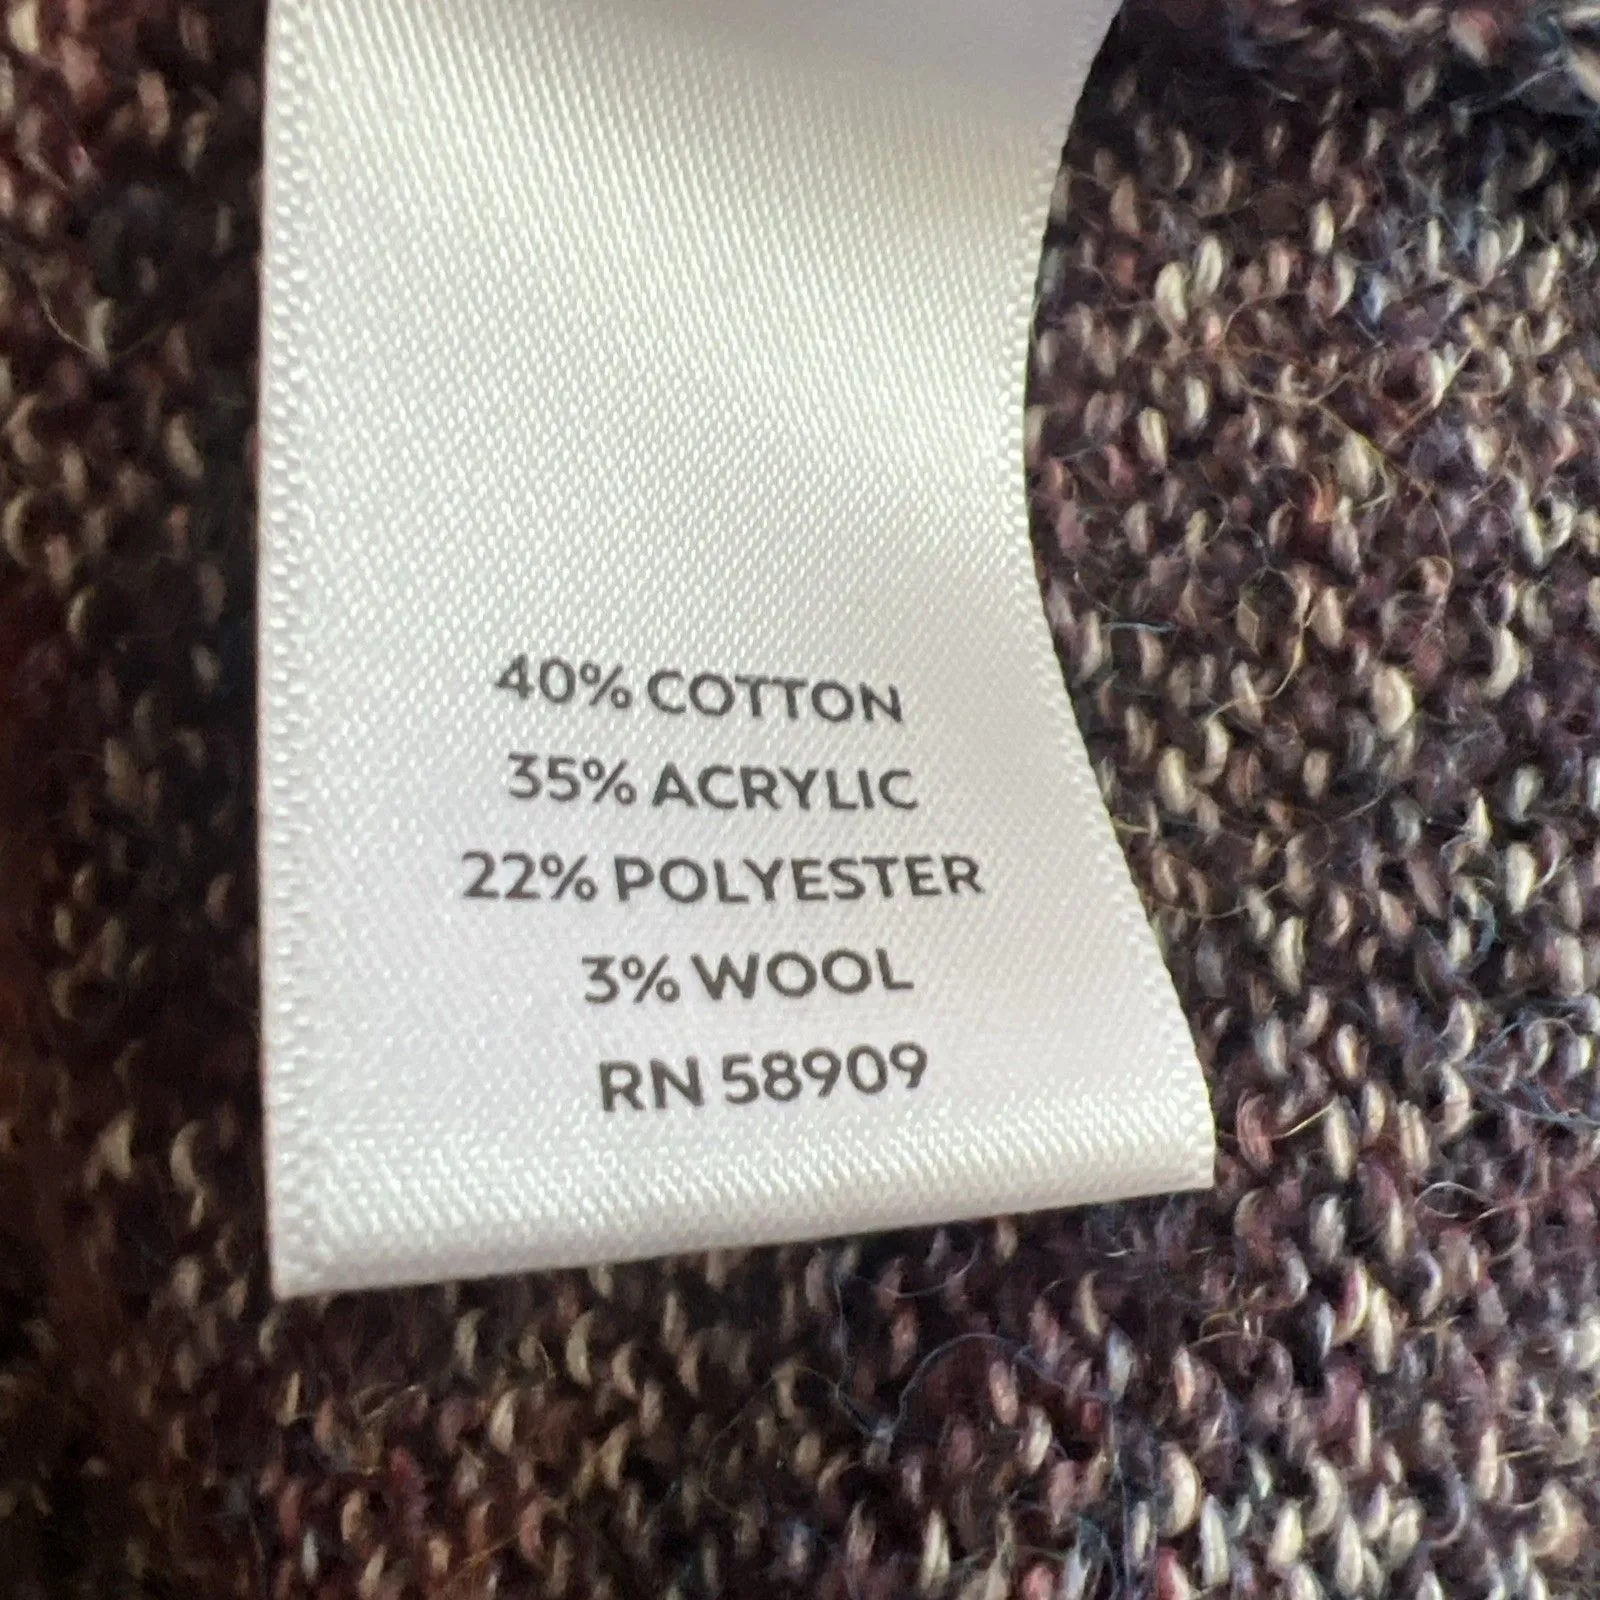 40% COTTON
35% ACRYLIC
22% POLYESTER
3% WOOL
RN 58909